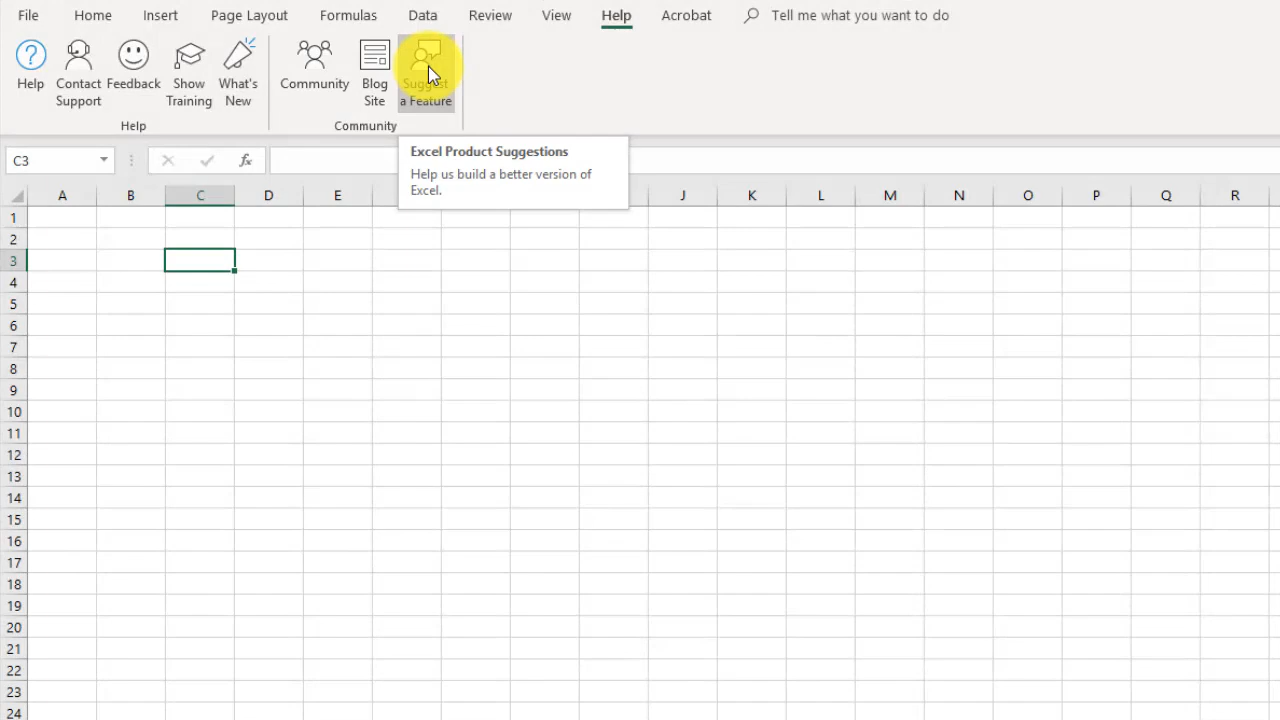 File Home Insert Page Layout Formulas Data Review View Help Acrobat Tell me what you want to do
Help
Contact
Support
Feedback
Show
Training
What's
New
Community
Blog
Site
Suggest
a Feature
Help
Community
Excel Product Suggestions
Help us build a better version of
Excel.
C3
fx
A B C D E J K L M N O P Q R
1
2
3
4
5
6
7
8
9
10
11
12
13
14
15
16
17
18
19
20
21
22
23
24